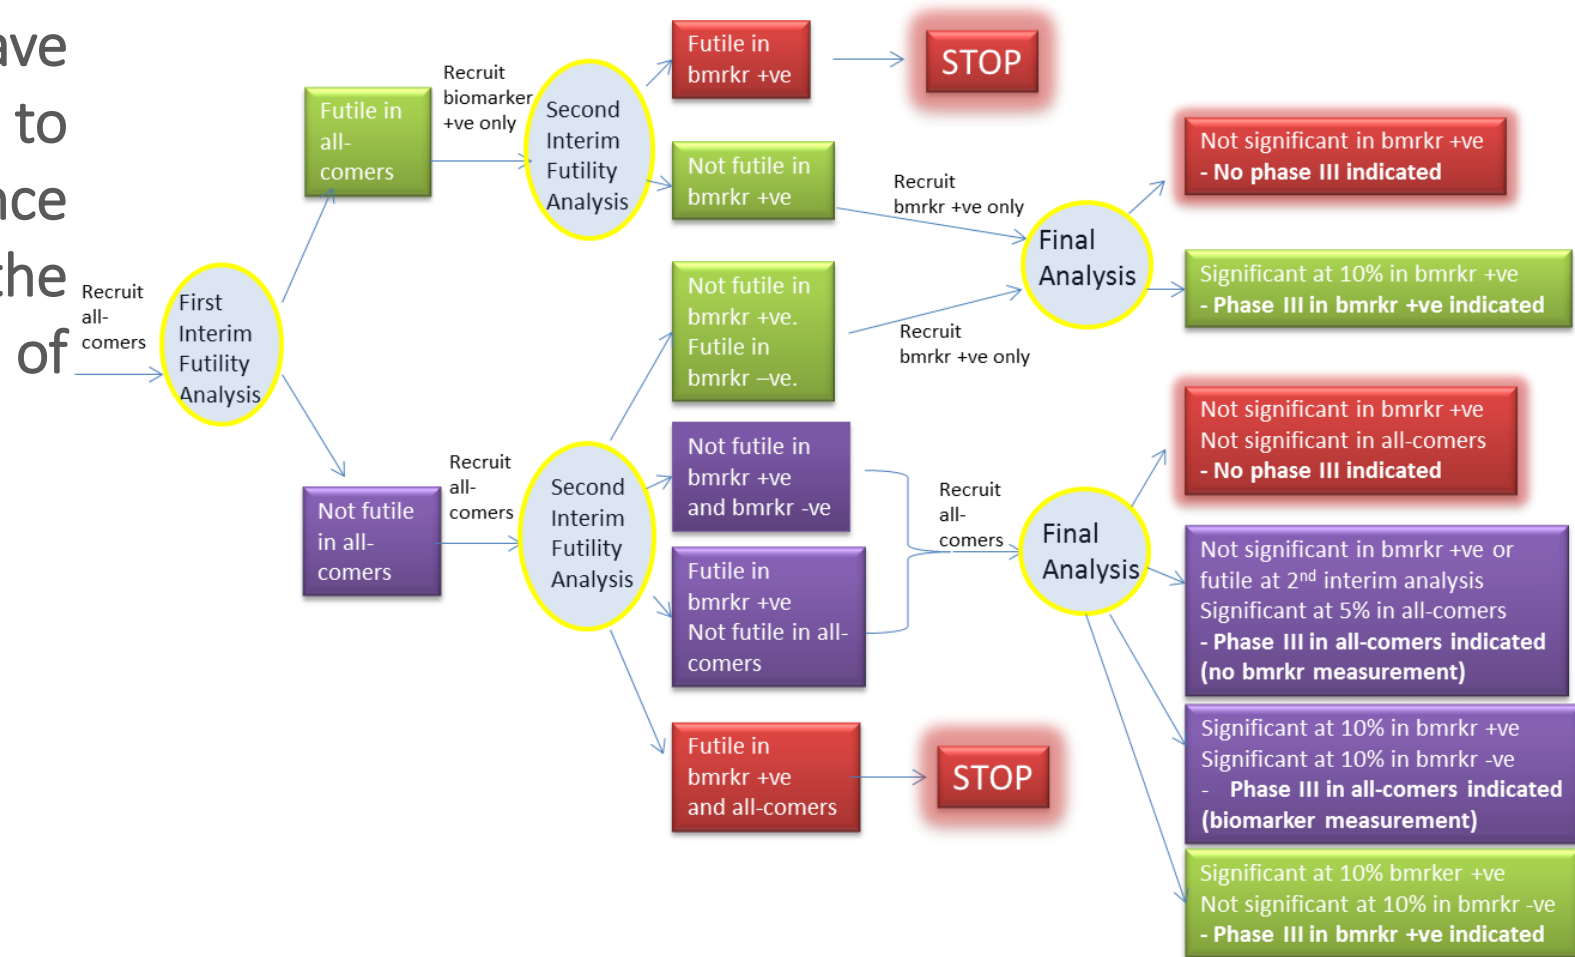 ave
to
nce
the
of
Recruit
all-
comers
First
Interim
Futility
Analysis
Futile in
all-
comers
Not futile
in all-
comers
Recruit
biomarker
+ve only
Second
Interim
Futility
Analysis
Futile in
bmrkr +ve
STOP
Not futile in
bmrkr +ve
Recruit
bmrkr +ve only
Not futile in
bmrkr +ve.
Futile in
bmrkr –ve.
Recruit
bmrkr +ve only
Final
Analysis
Not significant in bmrkr +ve
- No phase III indicated
Significant at 10% in bmrkr +ve
- Phase III in bmrkr +ve indicated
Recruit
all-
comers
Second
Interim
Futility
Analysis
Not futile in
bmrkr +ve
and bmrkr -ve
Futile in
bmrkr +ve
Not futile in all-
comers
Futile in
bmrkr +ve
and all-comers
STOP
Recruit
all-
comers
Final
Analysis
Not significant in bmrkr +ve
Not significant in all-comers
- No phase III indicated
Not significant in bmrkr +ve or
futile at 2nd interim analysis
Significant at 5% in all-comers
- Phase III in all-comers indicated
(no bmrkr measurement)
Significant at 10% in bmrkr +ve
Significant at 10% in bmrkr -ve
- Phase III in all-comers indicated
(biomarker measurement)
Significant at 10% bmrker +ve
Not significant at 10% in bmrkr -ve
- Phase III in bmrkr +ve indicated